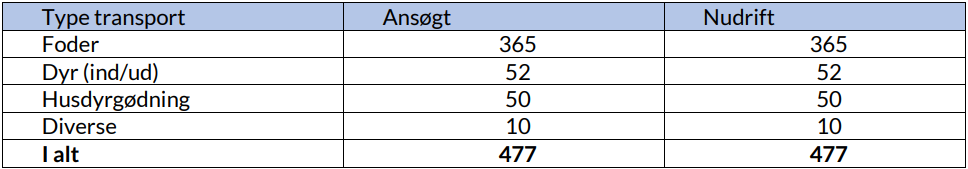 Type transport Ansøgt Nudrift
Foder 365 365
Dyr (ind/ud) 52 52
Husdyrgødning 50 50
Diverse 10 10
I alt 477 477